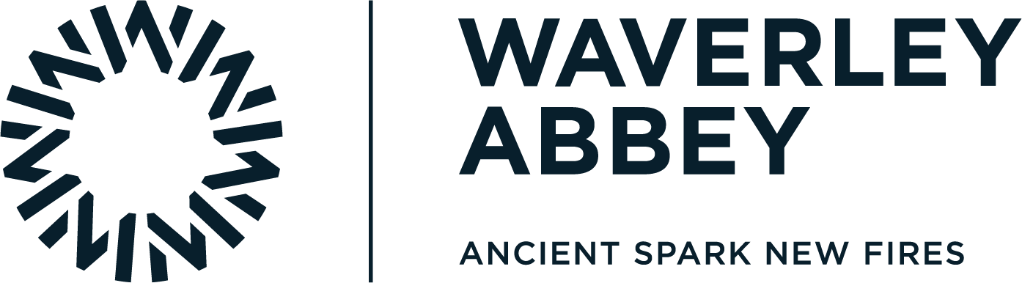 WAVERLEY
ABBEY
ANCIENT SPARK NEW FIRES